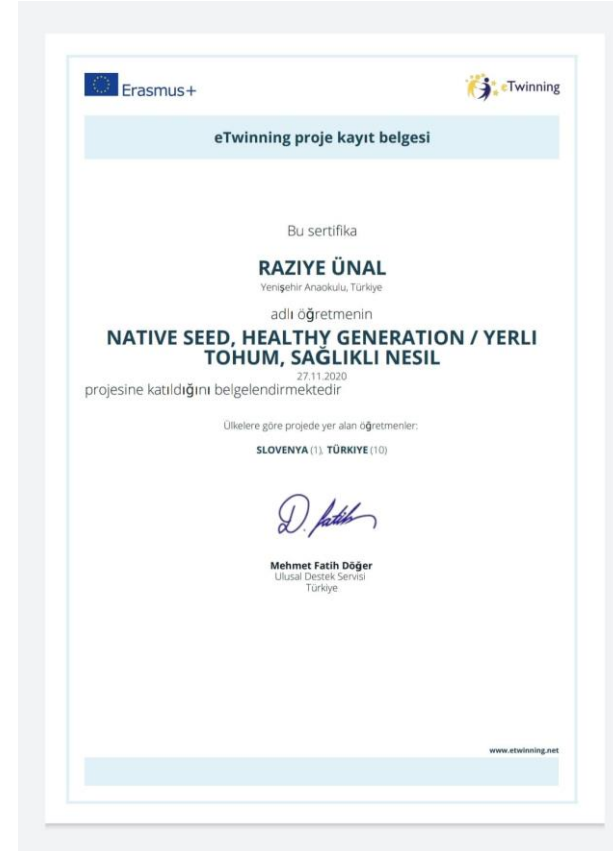 Erasmus+
eTwinning
eTwinning proje kayıt belgesi
Bu sertifika
RAZIYE ÜNAL
Yenişehir Anaokulu, Türkiye
adlı öğretmenin
NATIVE SEED, HEALTHY GENERATION / YERLI
TOHUM, SAĞLIKLI NESIL
27.11.2020
projesine katıldığını belgelendirmektedir
Ülkelere göre projede yer alan öğretmenler:
SLOVENYA (1), TÜRKIYE (10)
D. fatih
Mehmet Fatih Döğer
Ulusal Destek Servisi
Türkiye
www.etwinning.net